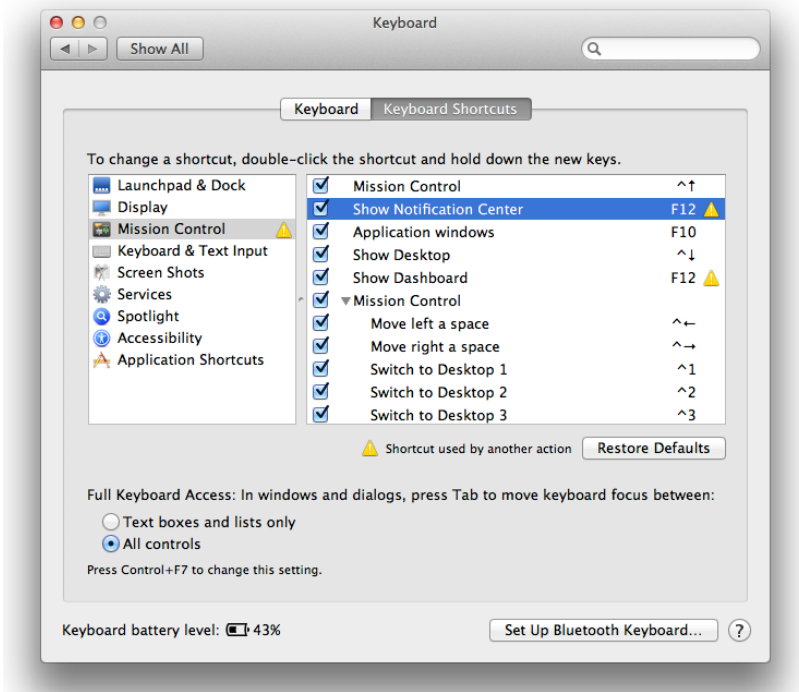 Keyboard
Show All
Keyboard Keyboard Shortcuts
To change a shortcut, double-click the shortcut and hold down the new keys.
Launchpad & Dock
Display
Mission Control
Keyboard & Text Input
Screen Shots
Services
Spotlight
Accessibility
Application Shortcuts
Mission Control ^↑
Show Notification Center F12
Application windows F10
Show Desktop ^↓
Show Dashboard F12
Mission Control
Move left a space ^←
Move right a space ^→
Switch to Desktop 1 ^1
Switch to Desktop 2 ^2
Switch to Desktop 3 ^3
Shortcut used by another action Restore Defaults
Full Keyboard Access: In windows and dialogs, press Tab to move keyboard focus between:
Text boxes and lists only
All controls
Press Control+F7 to change this setting.
Keyboard battery level: 43% Set Up Bluetooth Keyboard... ?